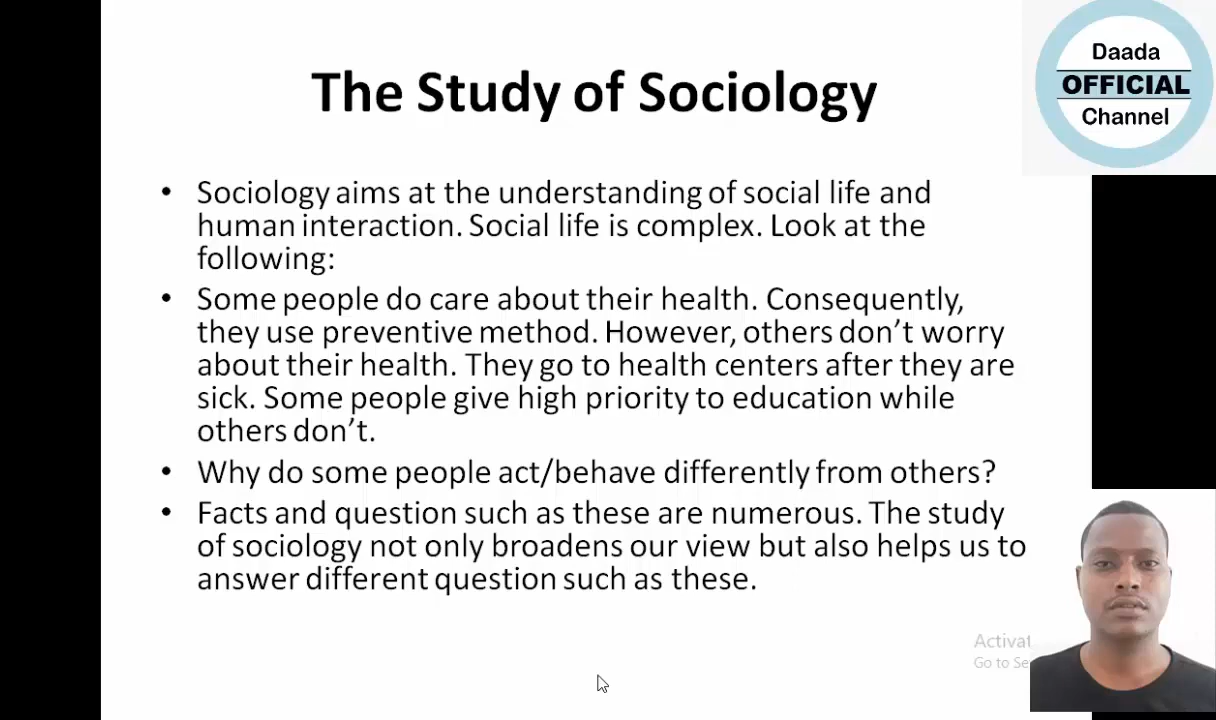 The Study of Sociology
Daada
OFFICIAL
Channel
• Sociology aims at the understanding of social life and
human interaction. Social life is complex. Look at the
following:
• Some people do care about their health. Consequently,
they use preventive method. However, others don’t worry
about their health. They go to health centers after they are
sick. Some people give high priority to education while
others don’t.
• Why do some people act/behave differently from others?
• Facts and question such as these are numerous. The study
of sociology not only broadens our view but also helps us to
answer different question such as these.
Activat
Go to Se